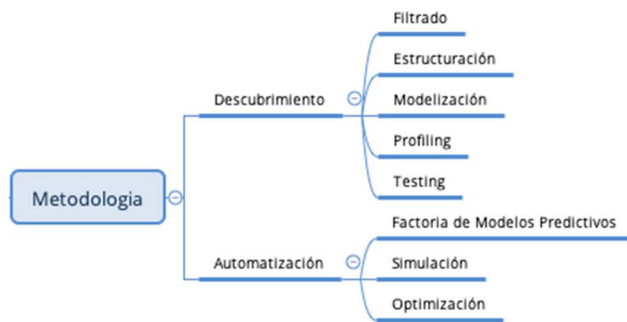 Metodologia
Descubrimiento
Filtrado
Estructuración
Modelización
Profiling
Testing
Automatización
Factoria de Modelos Predictivos
Simulación
Optimización